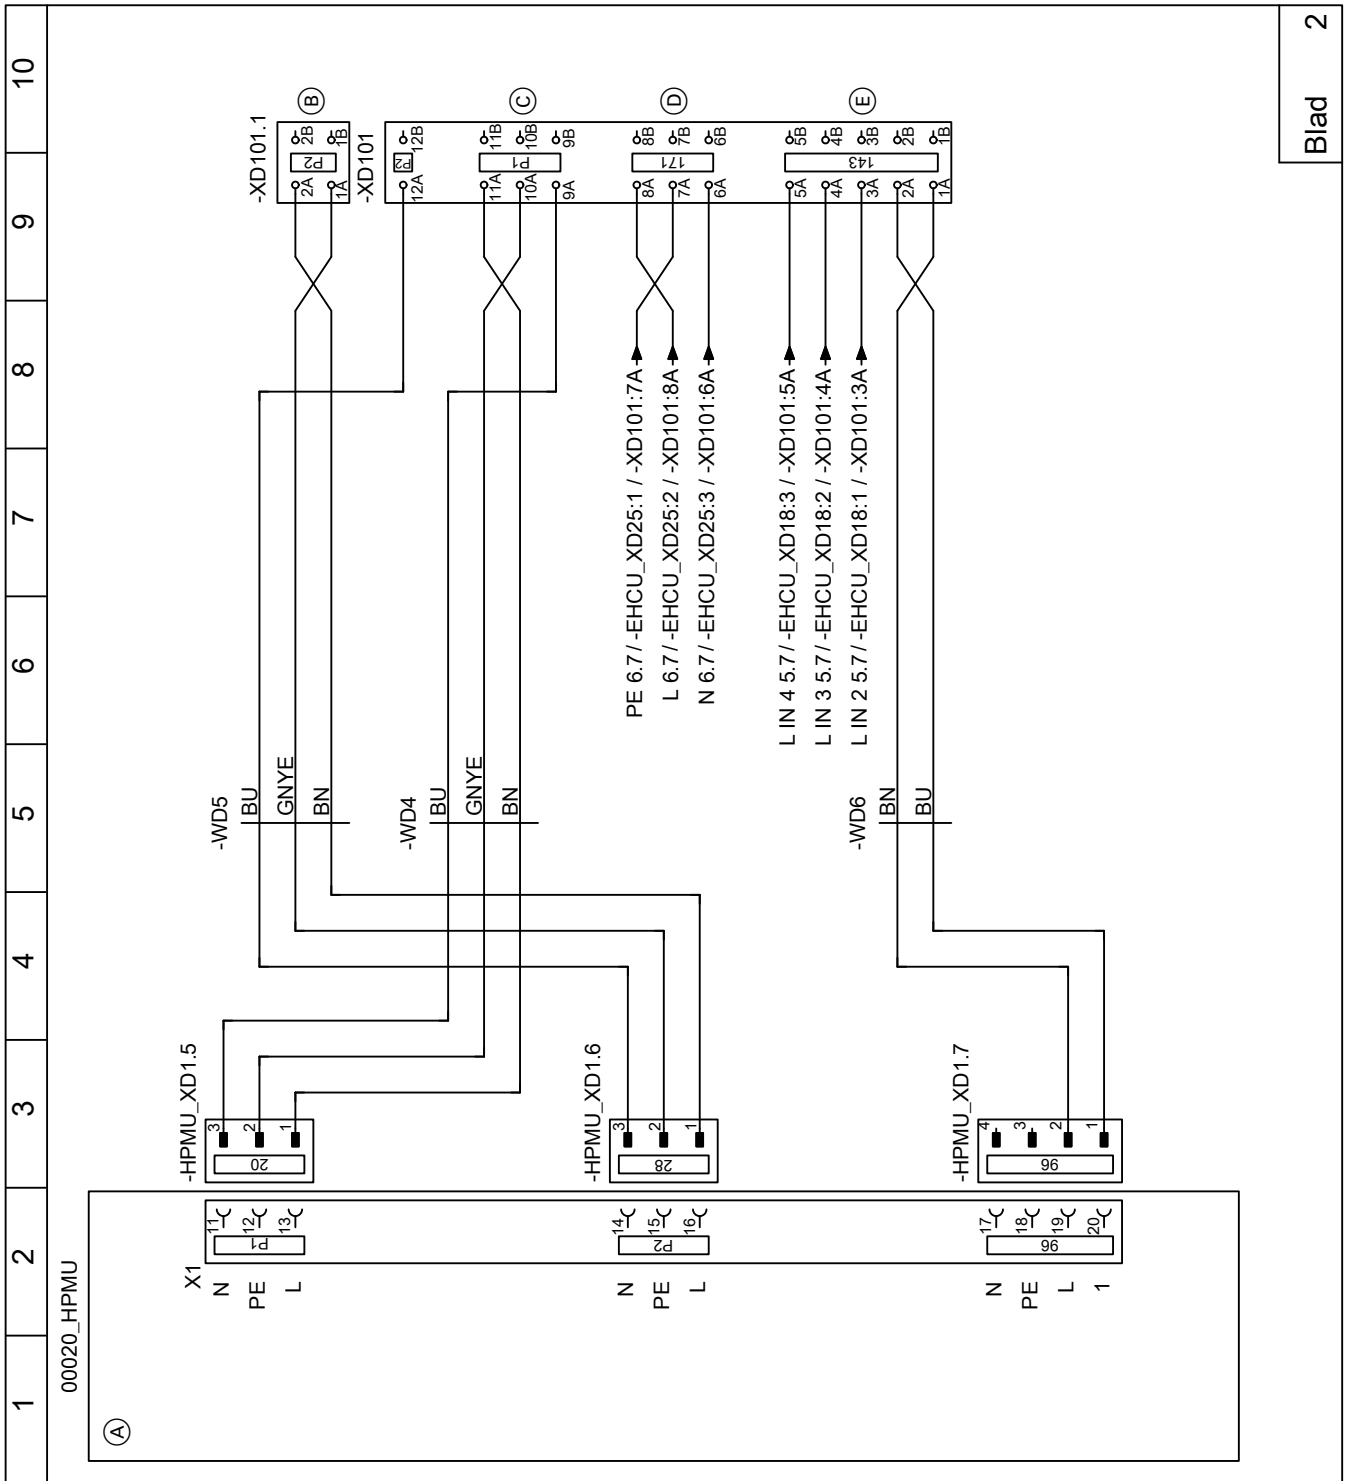 1 2 3 4 5 6 7 8 9 10
00020_HPMU
A
X1
N 11
PE 12
L 13
P1
N 14
PE 15
L 16
P2
N 17
PE 18
L 19
1 20
96
-HPMU_XD1.5
3 2 1
20
-HPMU_XD1.6
3 2 1
28
-HPMU_XD1.7
4 3 2 1
96
-WD5
BU
GNYE
BN
-WD4
BU
GNYE
BN
-WD6
BN
BU
PE 6.7 / -EHCU_XD25:1 / -XD101:7A
L 6.7 / -EHCU_XD25:2 / -XD101:8A
N 6.7 / -EHCU_XD25:3 / -XD101:6A
L IN 4 5.7 / -EHCU_XD18:3 / -XD101:5A
L IN 3 5.7 / -EHCU_XD18:2 / -XD101:4A
L IN 2 5.7 / -EHCU_XD18:1 / -XD101:3A
-XD101.1
2A 2B
1A 1B
P2
B
-XD101
12A 12B
P2
11A 11B
10A 10B
9A 9B
P1
C
8A 8B
7A 7B
6A 6B
171
D
5A 5B
4A 4B
3A 3B
2A 2B
1A 1B
143
E
Blad 2